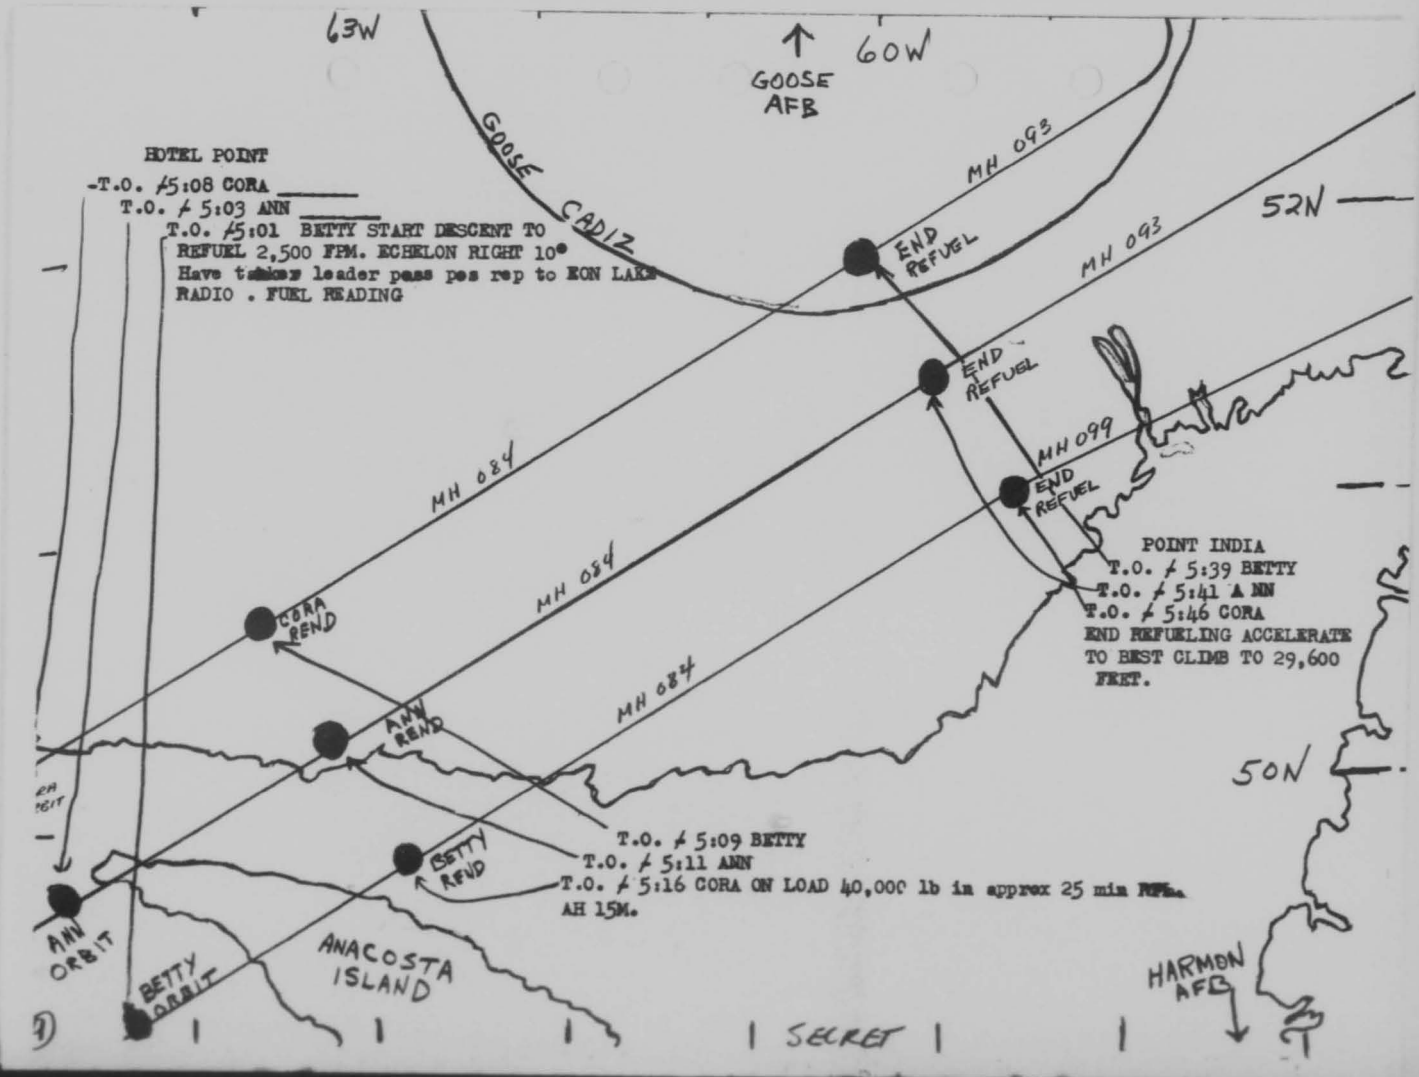 63W
60W
GOOSE
AFB
GOOSE CADIZ
MH 093
52N
HOTEL POINT
-T.O. / 5:08 CORA ________
T.O. / 5:03 ANN ________
T.O. / 5:01 BETTY START DESCENT TO
REFUEL 2,500 FPM. ECHELON RIGHT 10°
Have leader pass pos rep to EON LAKE
RADIO . FUEL READING
END
REFUEL
MH 093
END
REFUEL
MH 099
END
REFUEL
MH 084
MH 084
MH 084
POINT INDIA
T.O. / 5:39 BETTY
T.O. / 5:41 A NN
T.O. / 5:46 CORA
END REFUELING ACCELERATE
TO BEST CLIMB TO 29,600
FEET.
CORA
REND
ANN
REND
50N
T.O. / 5:09 BETTY
T.O. / 5:11 ANN
T.O. / 5:16 CORA ON LOAD 40,000 lb in approx 25 min
AH 15M.
BETTY
REND
ANN
ORBIT
BETTY
ORBIT
ANACOSTA
ISLAND
HARMON
AFB
SECRET